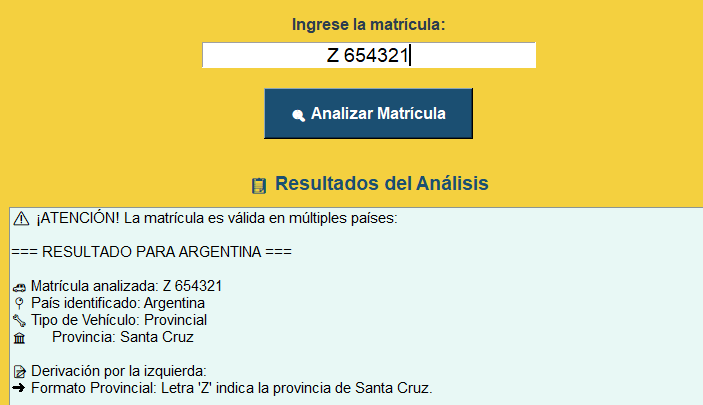 Ingrese la matrícula:
Z 654321
Analizar Matrícula
Resultados del Análisis
¡ATENCIÓN! La matrícula es válida en múltiples países:
=== RESULTADO PARA ARGENTINA ===
Matrícula analizada: Z 654321
País identificado: Argentina
Tipo de Vehículo: Provincial
Provincia: Santa Cruz
Derivación por la izquierda:
➜ Formato Provincial: Letra 'Z' indica la provincia de Santa Cruz.